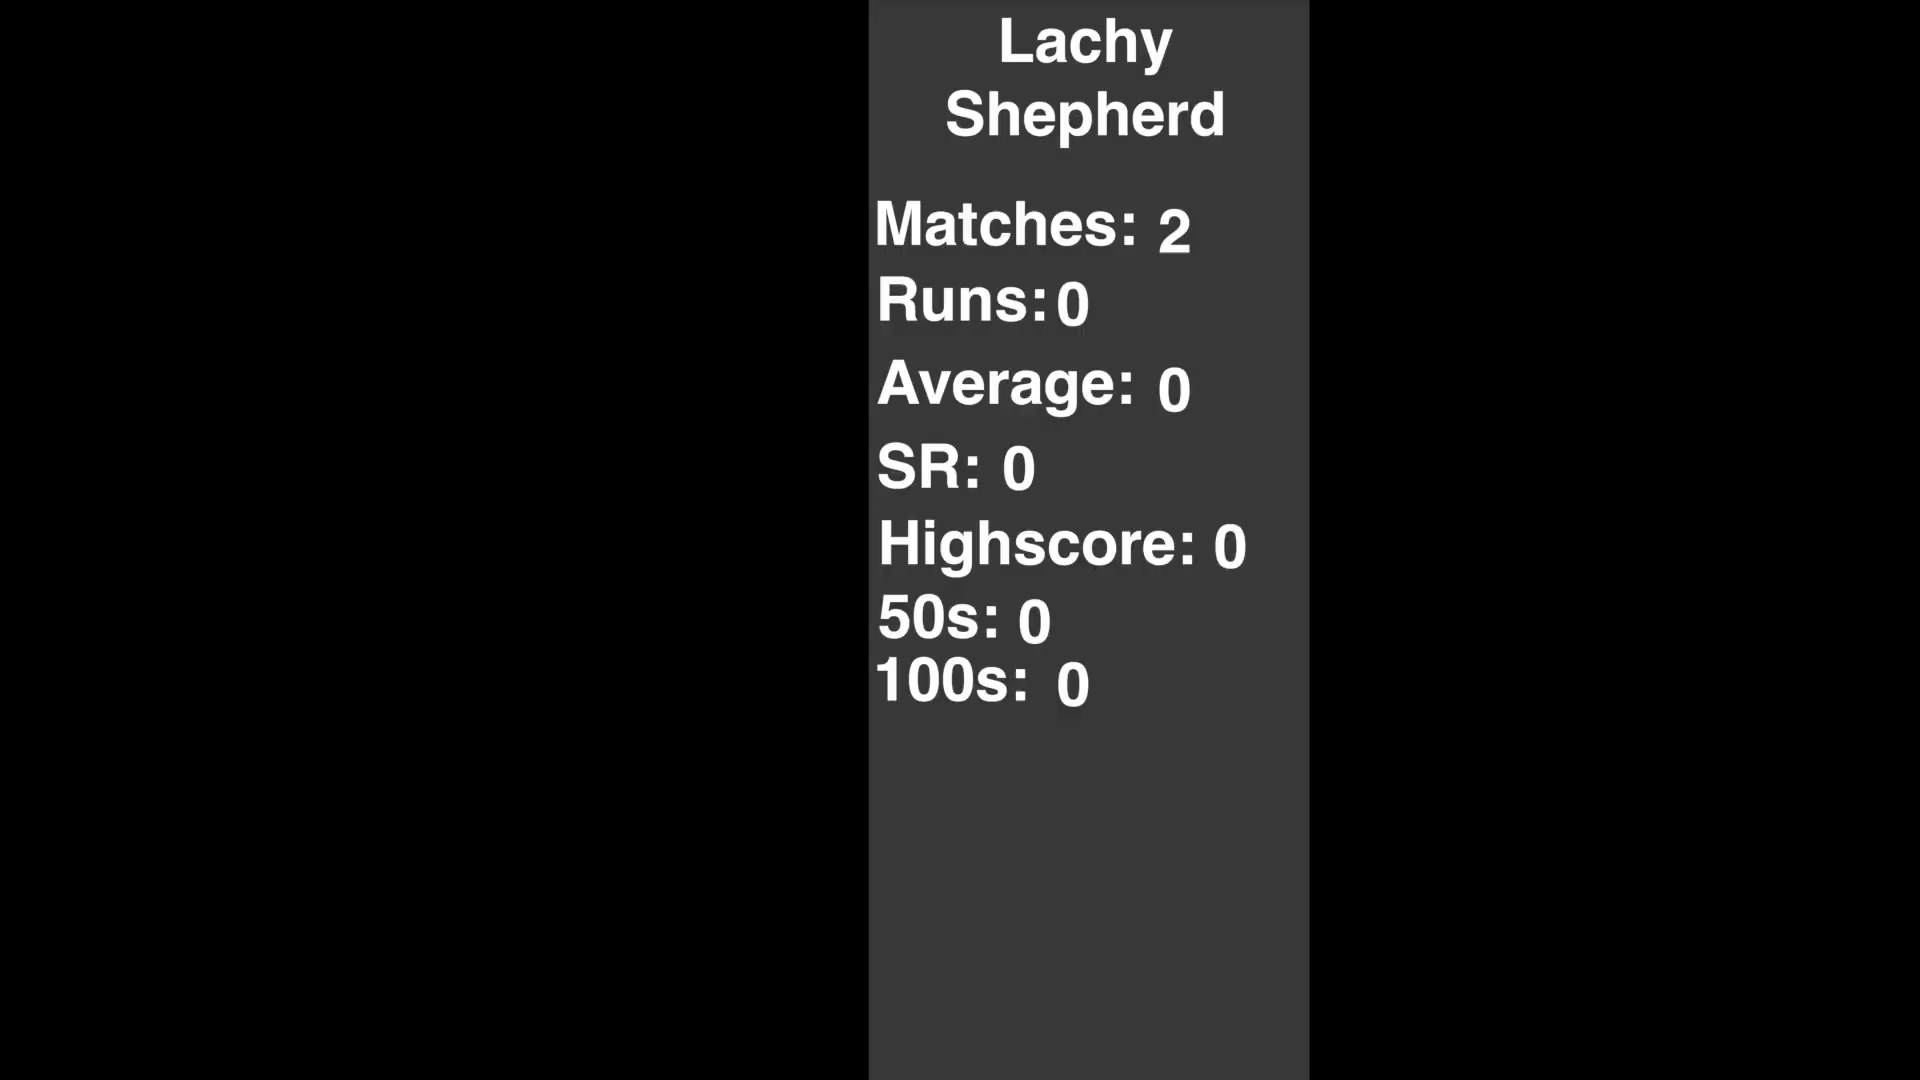 Lachy
Shepherd
Matches: 2
Runs: 0
Average: 0
SR: 0
Highscore: 0
50s: 0
100s: 0